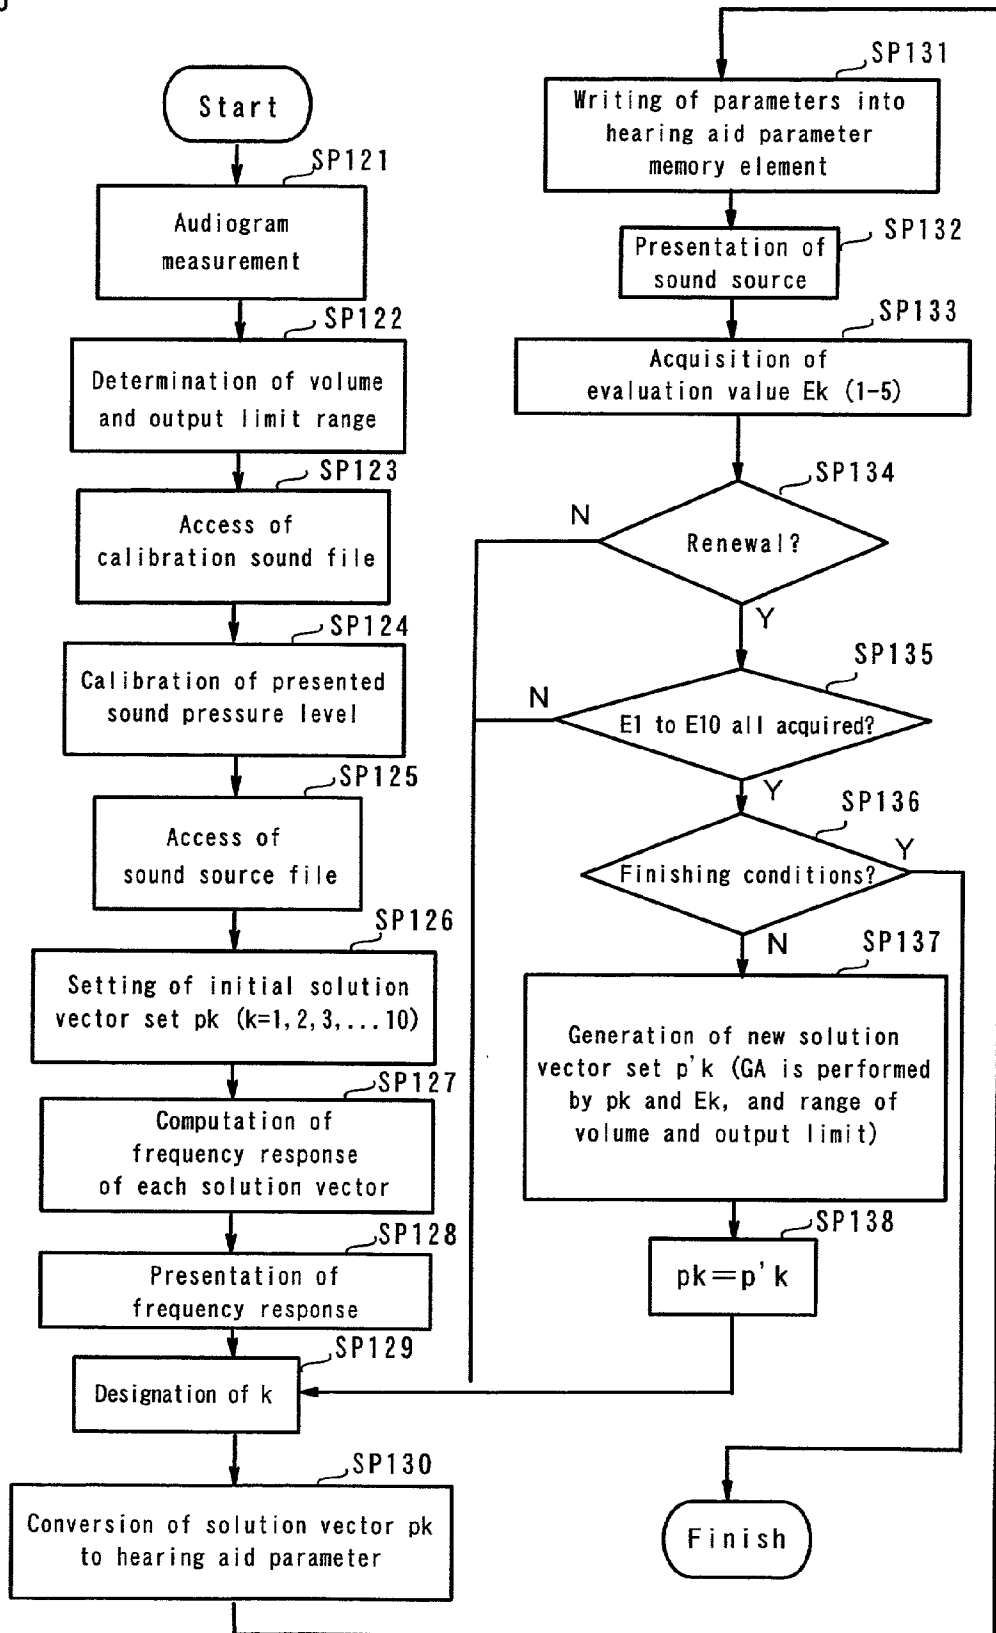 Start
SP121
Audiogram
measurement
SP122
Determination of volume
and output limit range
SP123
Access of
calibration sound file
SP124
Calibration of presented
sound pressure level
SP125
Access of
sound source file
SP126
Setting of initial solution
vector set pk (k=1,2,3,...10)
SP127
Computation of
frequency response
of each solution vector
SP128
Presentation of
frequency response
SP129
Designation of k
SP130
Conversion of solution vector pk
to hearing aid parameter
SP131
Writing of parameters into
hearing aid parameter
memory element
SP132
Presentation of
sound source
SP133
Acquisition of
evaluation value Ek (1-5)
SP134
N
Renewal?
Y
SP135
N
E1 to E10 all acquired?
Y
SP136
Y
Finishing conditions?
N
SP137
Generation of new solution
vector set p'k (GA is performed
by pk and Ek, and range of
volume and output limit)
SP138
pk=p'k
Finish